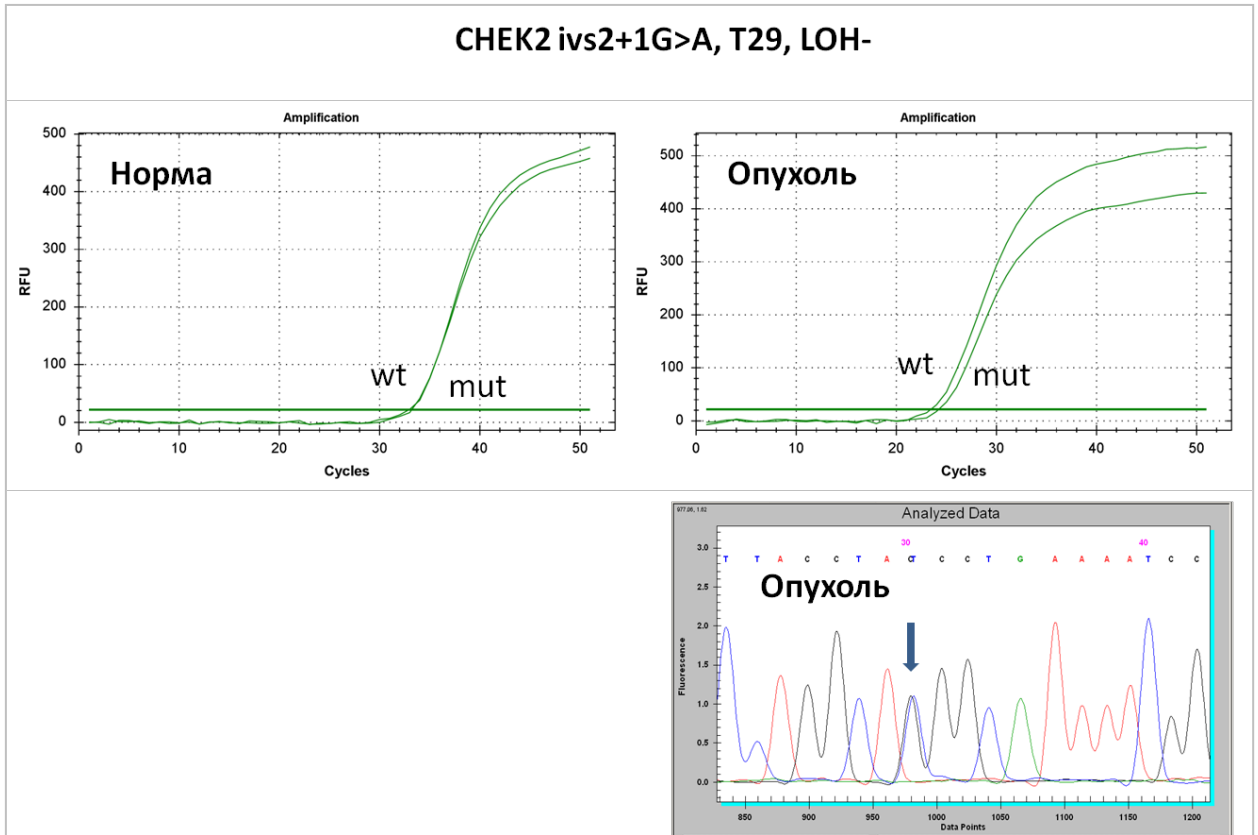 CHEK2 ivs2+1G>A, T29, LOH-
Amplification
Норма
500
400
300
200
100
0
RFU
wt
mut
0 10 20 30 40 50
Cycles
Amplification
Опухоль
500
400
300
200
100
0
RFU
wt
mut
0 10 20 30 40 50
Cycles
Analyzed Data
30 40
T T A C C T A C C C T G A A A A T C C
Опухоль
3.0
2.5
2.0
1.5
1.0
0.5
0.0
Fluorescence
850 900 950 1000 1050 1100 1150 1200
Data Points